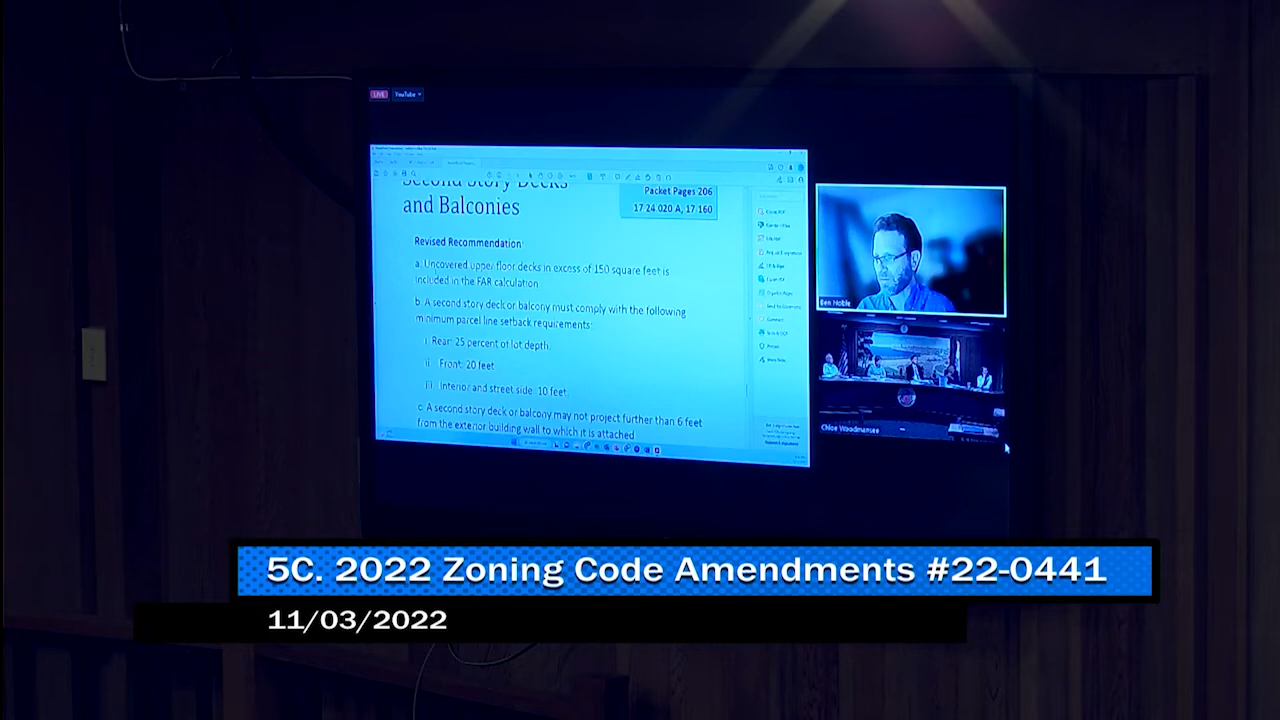 LIVE
YouTube
Second Story Decks
and Balconies
Packet Pages 206
17 24 020 A, 17 160
Revised Recommendation:
a. Uncovered upper floor decks in excess of 150 square feet is
included in the FAR calculation
b. A second story deck or balcony must comply with the following
minimum parcel line setback requirements:
i. Rear: 25 percent of lot depth.
ii. Front: 20 feet
iii. Interior and street side: 10 feet
c. A second story deck or balcony may not project further than 6 feet
from the exterior building wall to which it is attached
Ben Noble
Chloe Woodmansee
5C. 2022 Zoning Code Amendments #22-0441
11/03/2022